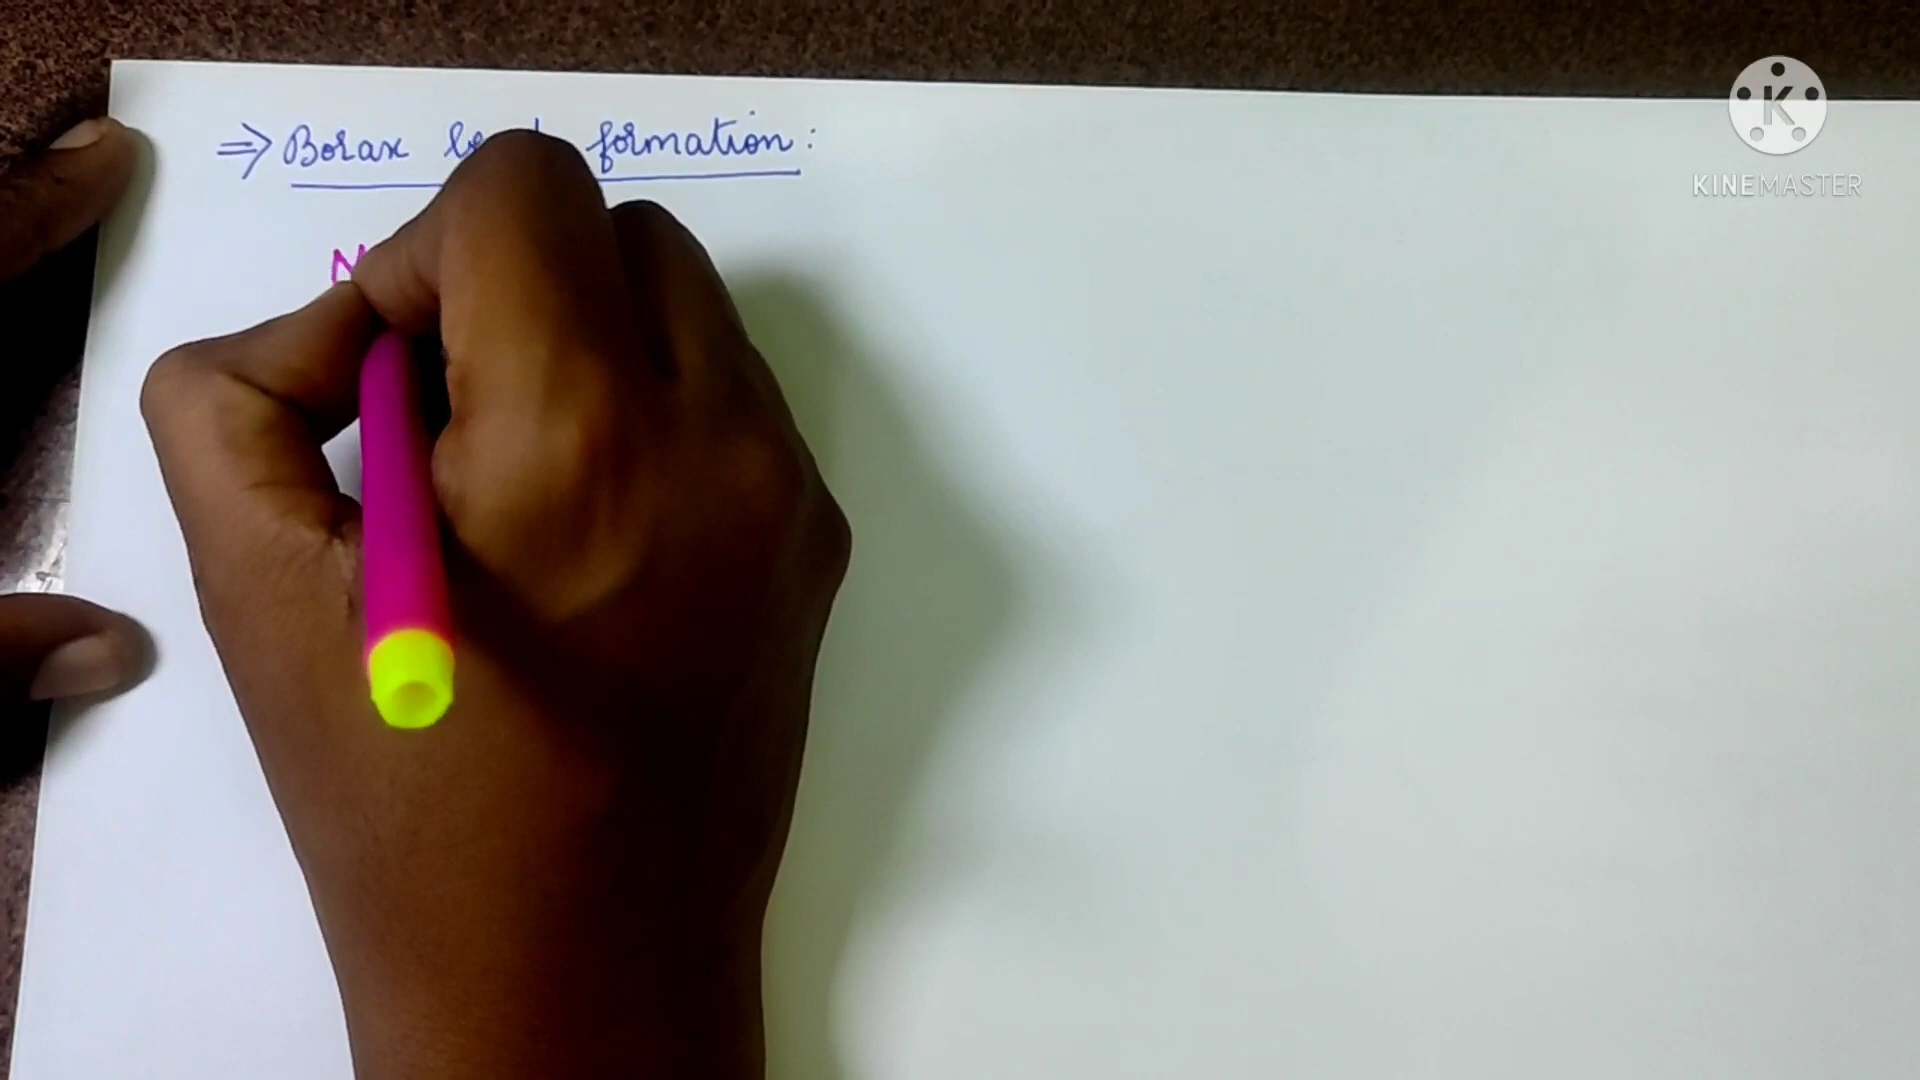 ⇒ Borax formation:
N
K
KINEMASTER